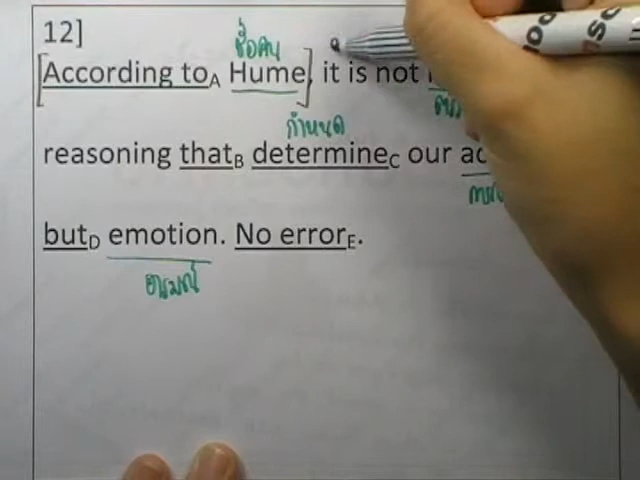 12]
ชื่อคน
[According toA Hume], it is not
กำหนด
reasoning thatB determineC our
butD emotion. No errorE.
อารมณ์